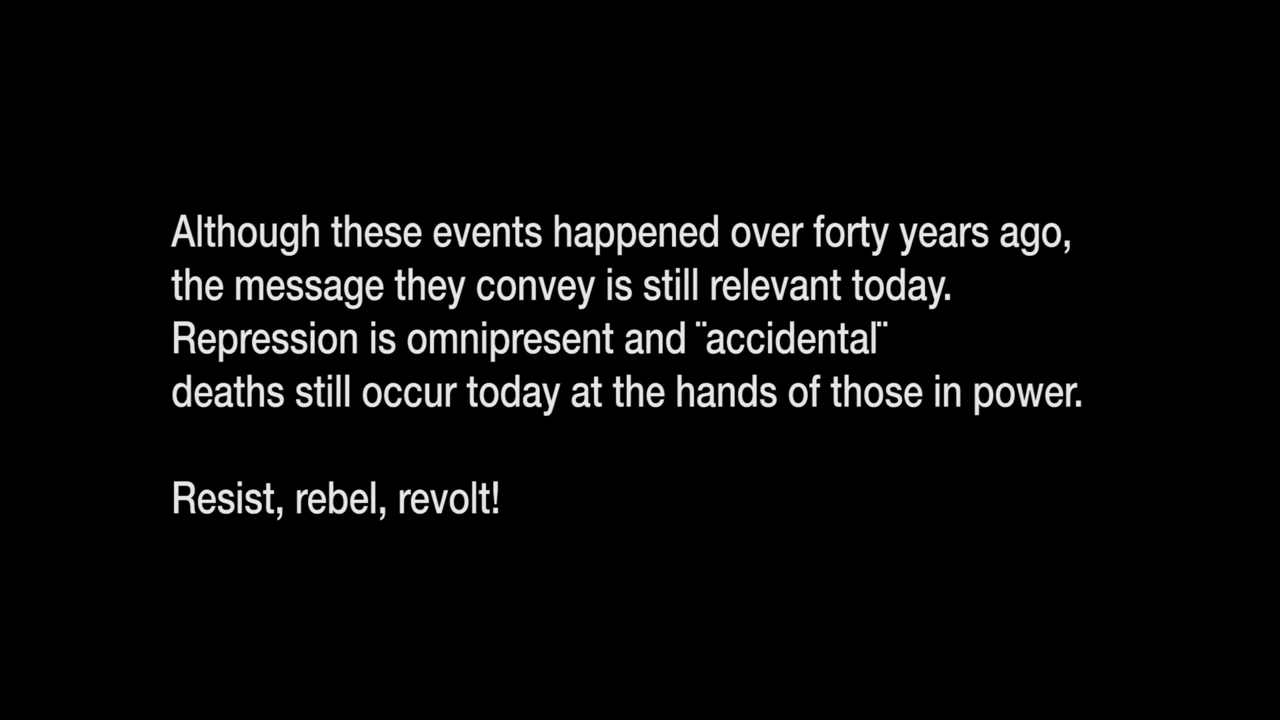 Although these events happened over forty years ago,
the message they convey is still relevant today.
Repression is omnipresent and ¨accidental¨
deaths still occur today at the hands of those in power.
Resist, rebel, revolt!